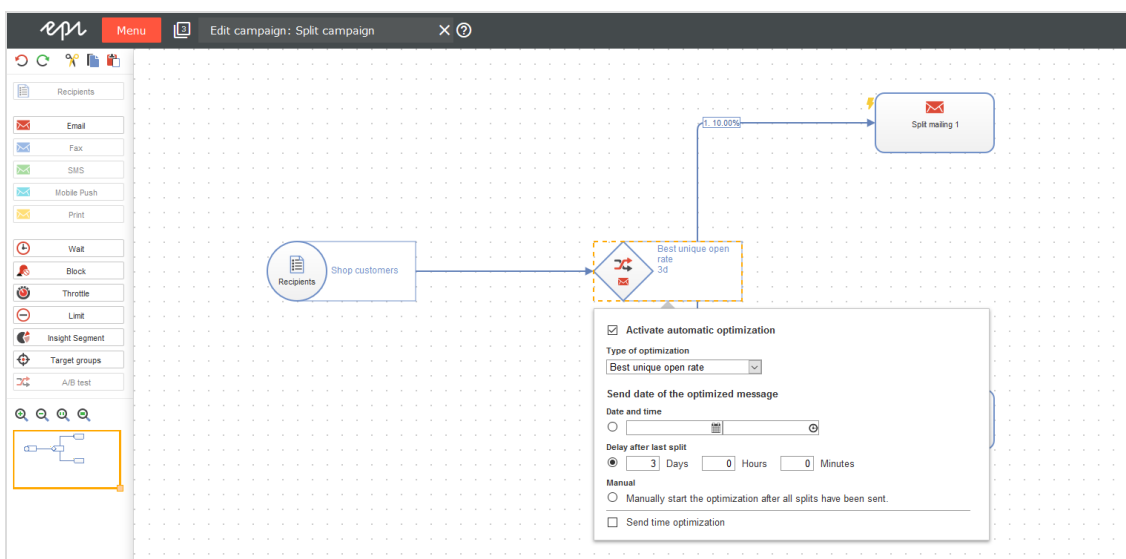 epi Menu 3 Edit campaign: Split campaign
Recipients
Email
Fax
SMS
Mobile Push
Print
Wait
Block
Throttle
Limit
Insight Segment
Target groups
A/B test
1. 10.00%
Split mailing 1
Recipients
Shop customers
Best unique open
rate
3d
Activate automatic optimization
Type of optimization
Best unique open rate
Send date of the optimized message
Date and time
Delay after last split
3 Days 0 Hours 0 Minutes
Manual
Manually start the optimization after all splits have been sent.
Send time optimization